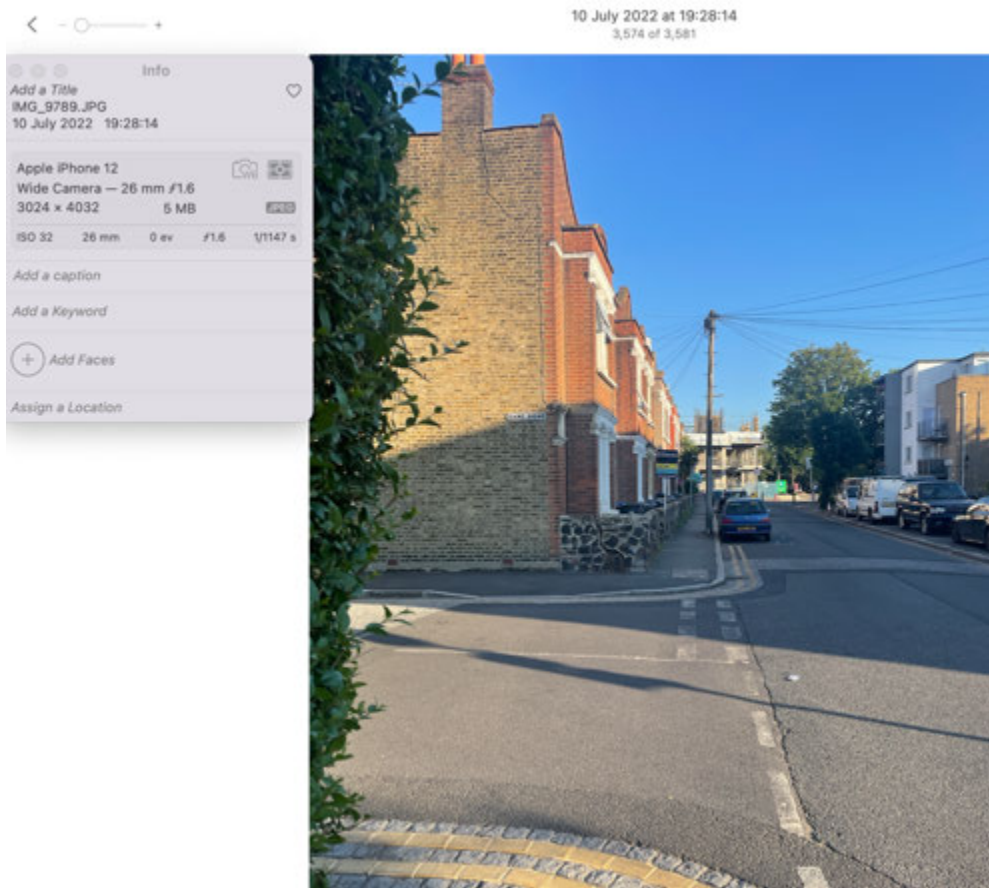 10 July 2022 at 19:28:14
3,574 of 3,581
Info
Add a Title
IMG_9789.JPG
10 July 2022 19:28:14
Apple iPhone 12
Wide Camera — 26 mm ƒ1.6
3024 × 4032 5 MB JPEG
ISO 32 26 mm 0 ev ƒ1.6 1/1147 s
Add a caption
Add a Keyword
Add Faces
Assign a Location